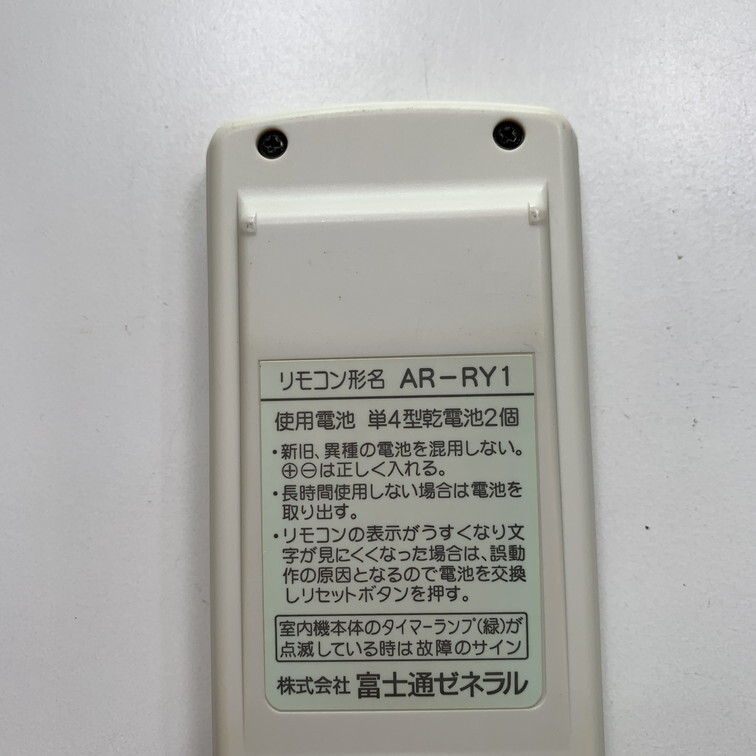 リモコン形名 AR-RY1
使用電池 単4型乾電池2個
・新旧、異種の電池を混用しない。
⊕⊖は正しく入れる。
・長時間使用しない場合は電池を
取り出す。
・リモコンの表示がうすくなり文
字が見にくくなった場合は、誤動
作の原因となるので電池を交換
しリセットボタンを押す。
室内機本体のタイマーランプ(緑)が
点滅している時は故障のサイン
株式会社 富士通ゼネラル